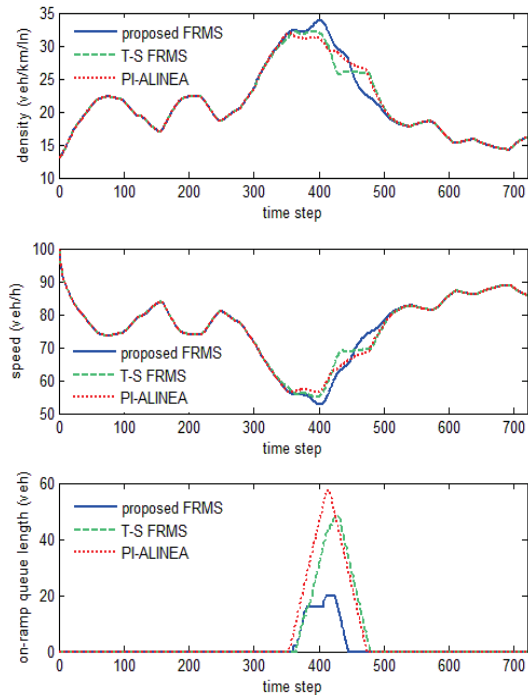 35
30
25
20
15
10
density (veh/km/ln)
proposed FRMS
T-S FRMS
PI-ALINEA
0 100 200 300 400 500 600 700
time step
100
90
80
70
60
50
speed (veh/h)
proposed FRMS
T-S FRMS
PI-ALINEA
0 100 200 300 400 500 600 700
time step
60
40
20
0
on-ramp queue length (veh)
proposed FRMS
T-S FRMS
PI-ALINEA
0 100 200 300 400 500 600 700
time step